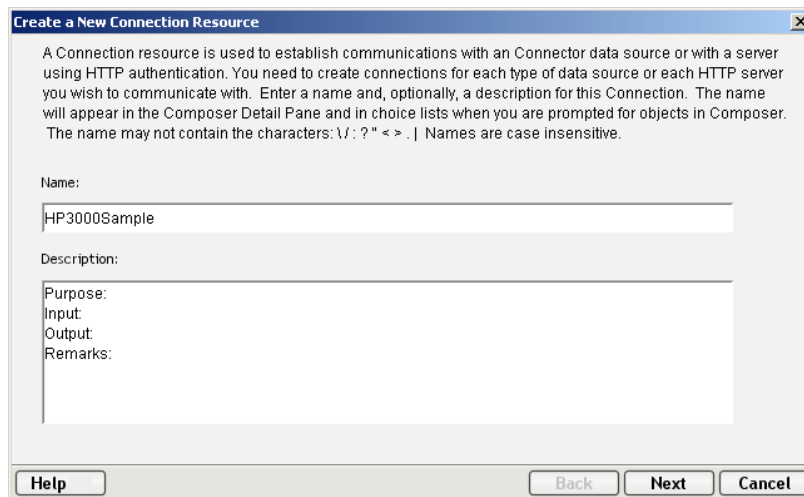 Create a New Connection Resource
A Connection resource is used to establish communications with an Connector data source or with a server
using HTTP authentication. You need to create connections for each type of data source or each HTTP server
you wish to communicate with. Enter a name and, optionally, a description for this Connection. The name
will appear in the Composer Detail Pane and in choice lists when you are prompted for objects in Composer.
The name may not contain the characters: \ / : ? " < > . | Names are case insensitive.
Name:
HP3000Sample
Description:
Purpose:
Input:
Output:
Remarks:
Help Back Next Cancel